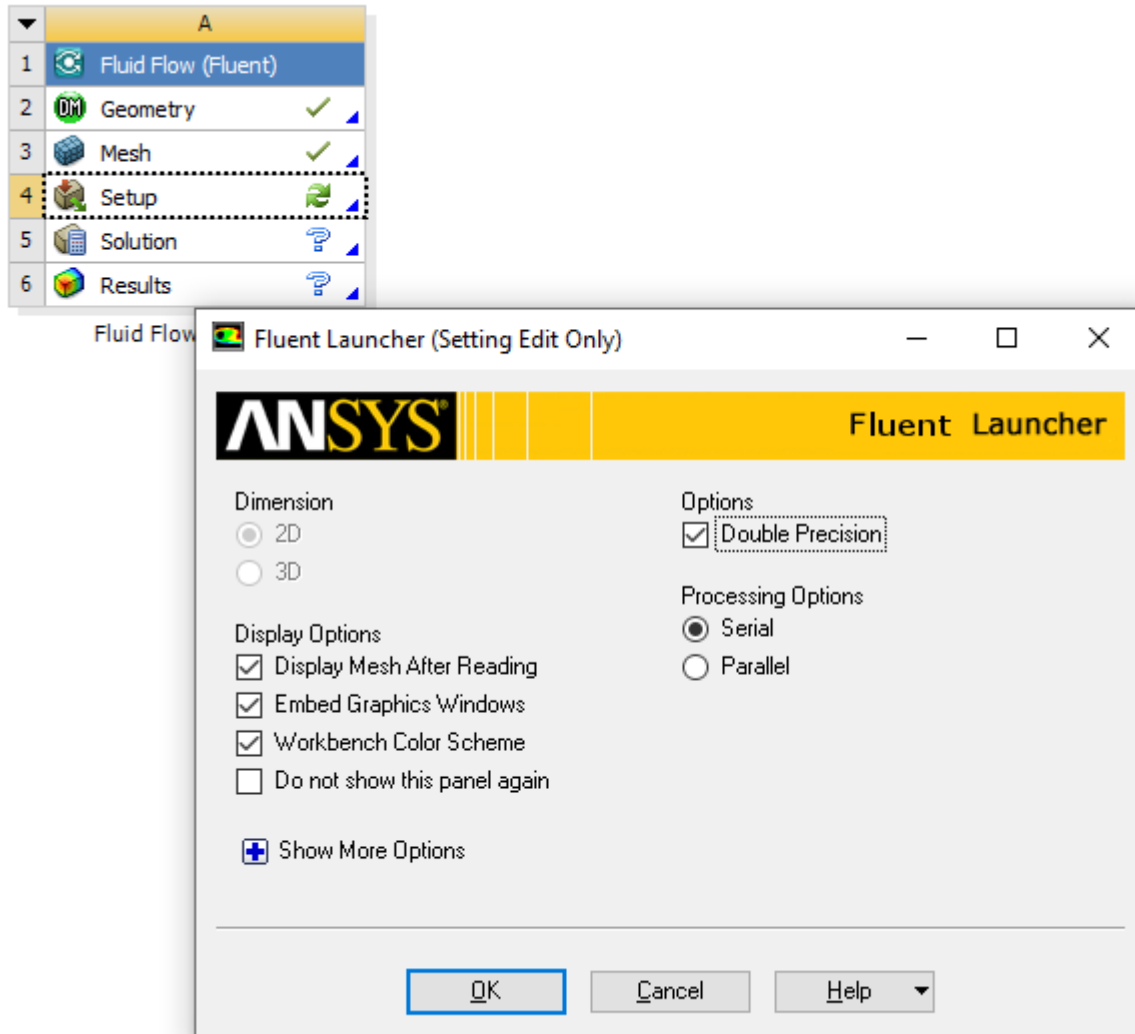 A
1 Fluid Flow (Fluent)
2 DM Geometry
3 Mesh
4 Setup
5 Solution ?
6 Results ?
Fluid Flow
Fluent Launcher (Setting Edit Only)
ANSYS® Fluent Launcher
Dimension
2D
3D
Display Options
Display Mesh After Reading
Embed Graphics Windows
Workbench Color Scheme
Do not show this panel again
Show More Options
Options
Double Precision
Processing Options
Serial
Parallel
OK Cancel Help